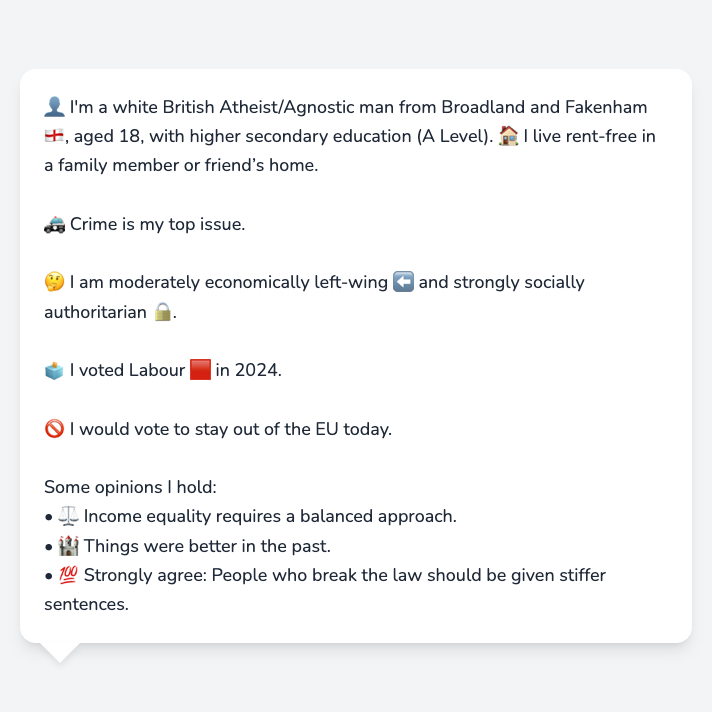 👤 I'm a white British Atheist/Agnostic man from Broadland and Fakenham
🏴󠁧󠁢󠁥󠁮󠁧󠁿, aged 18, with higher secondary education (A Level). 🏠 I live rent-free in
a family member or friend’s home.
🚓 Crime is my top issue.
🤔 I am moderately economically left-wing ⬅️ and strongly socially
authoritarian 🔒.
🗳️ I voted Labour 🟥 in 2024.
🚫 I would vote to stay out of the EU today.
Some opinions I hold:
• ⚖️ Income equality requires a balanced approach.
• 🏰 Things were better in the past.
• 💯 Strongly agree: People who break the law should be given stiffer
sentences.